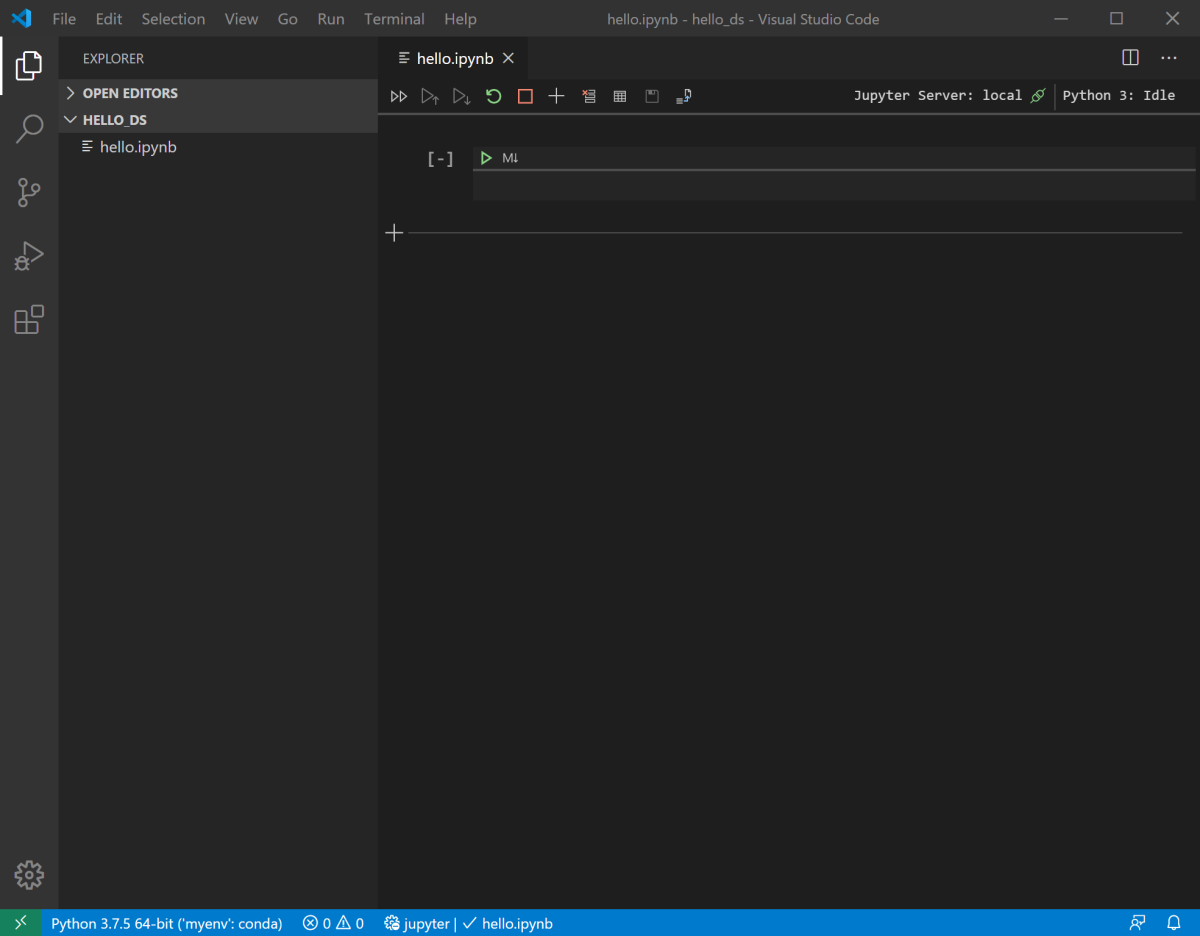 File Edit Selection View Go Run Terminal Help hello.ipynb - hello_ds - Visual Studio Code
EXPLORER
hello.ipynb
OPEN EDITORS
Jupyter Server: local Python 3: Idle
HELLO_DS
hello.ipynb
[-] M↓
Python 3.7.5 64-bit ('myenv': conda) 0 0 jupyter | ✓ hello.ipynb